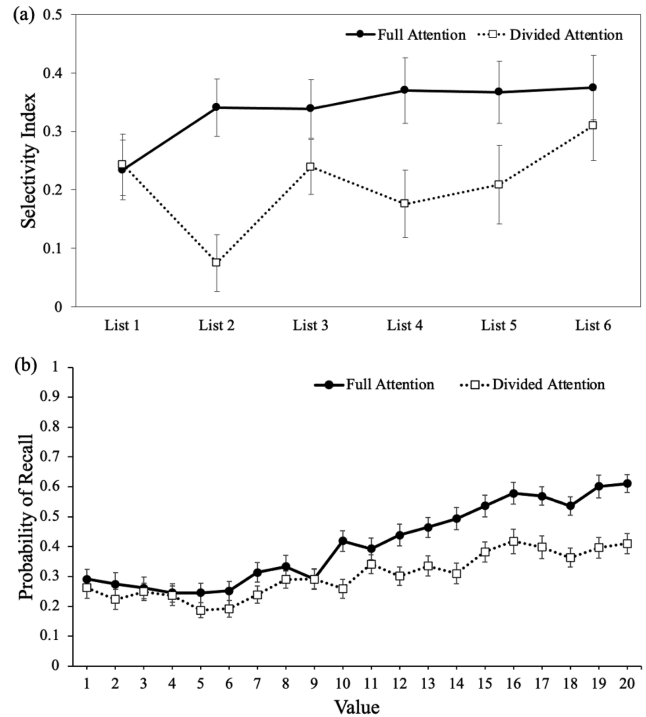 (a)
0.5
0.4
0.3
0.2
0.1
0
Selectivity Index
Full Attention
Divided Attention
List 1 List 2 List 3 List 4 List 5 List 6
(b)
1
0.9
0.8
0.7
0.6
0.5
0.4
0.3
0.2
0.1
0
Probability of Recall
Full Attention
Divided Attention
1 2 3 4 5 6 7 8 9 10 11 12 13 14 15 16 17 18 19 20
Value